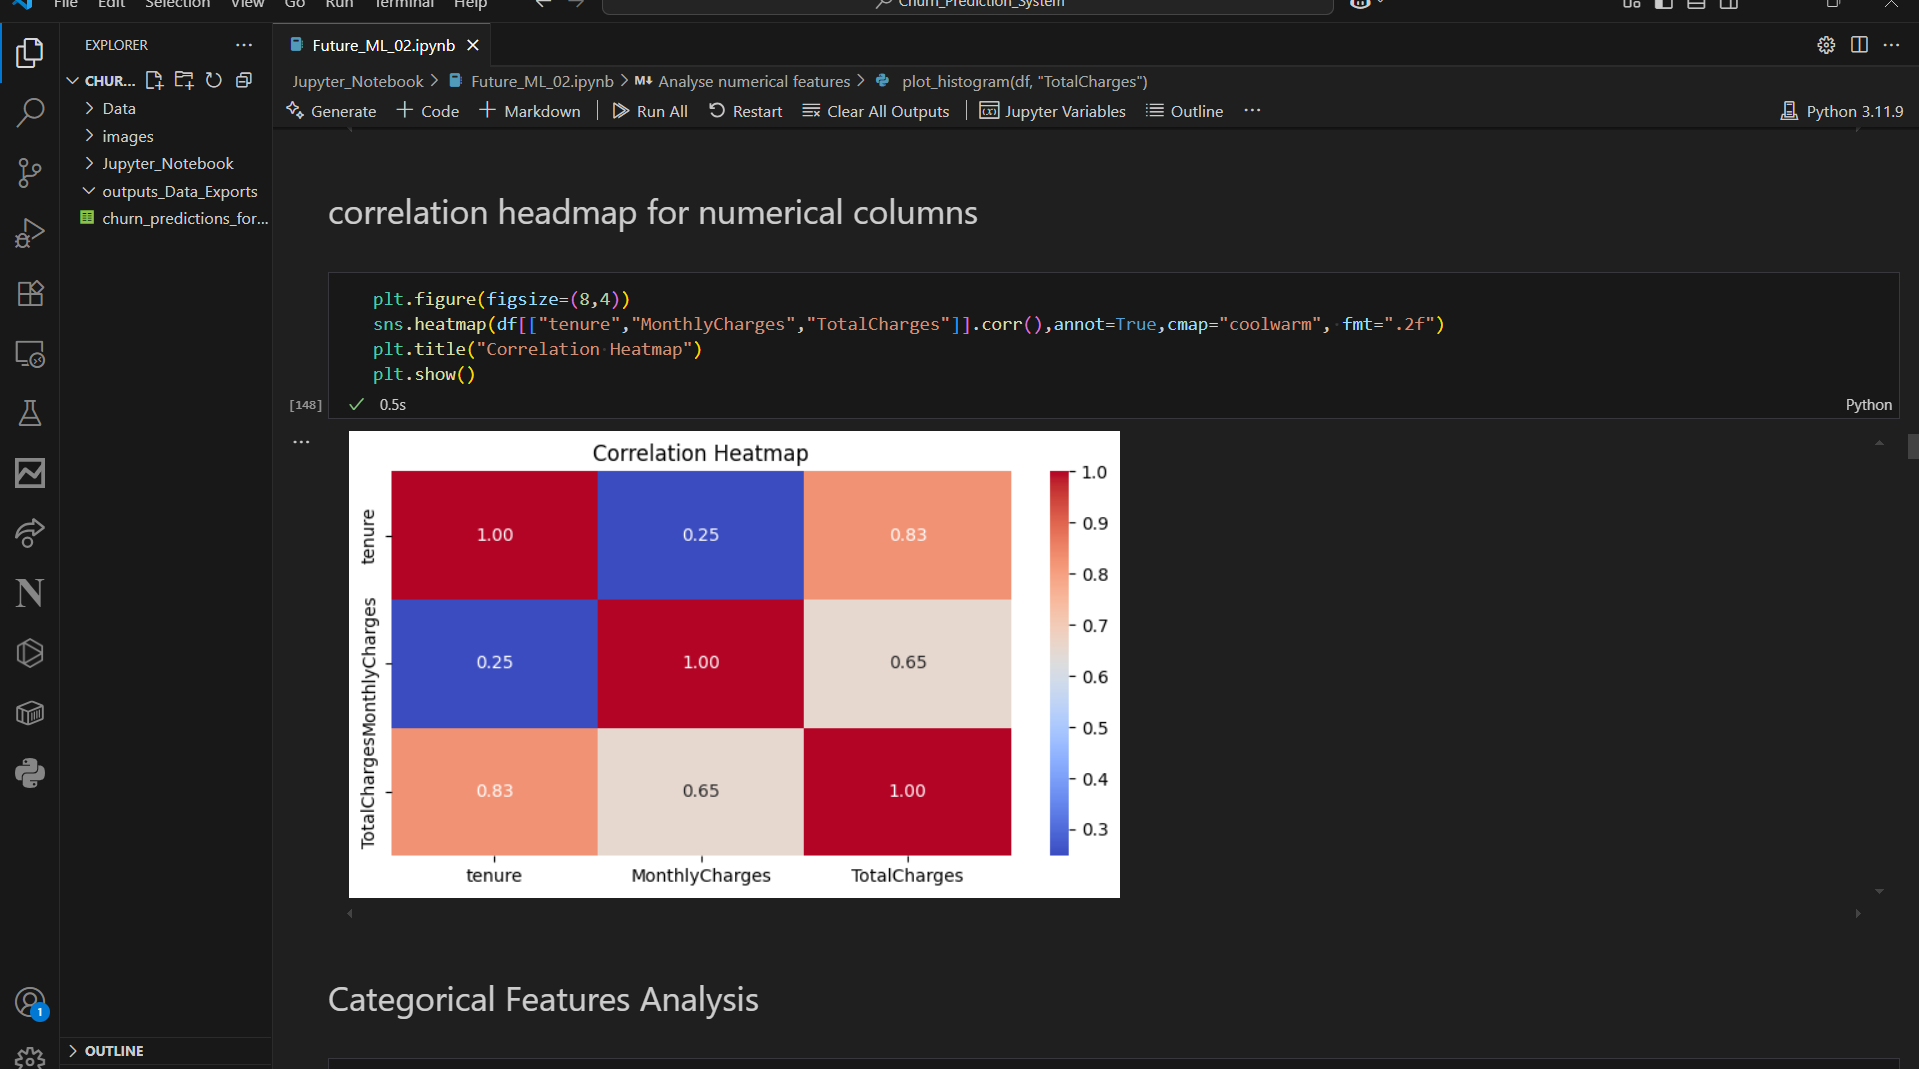 File Edit Selection View Go Run Terminal Help
Churn_Prediction_System
EXPLORER
CHUR...
Data
images
Jupyter_Notebook
outputs_Data_Exports
churn_predictions_for...
OUTLINE
1
Future_ML_02.ipynb
Jupyter_Notebook > Future_ML_02.ipynb > M↓ Analyse numerical features > plot_histogram(df, "TotalCharges")
Generate + Code + Markdown Run All Restart Clear All Outputs Jupyter Variables Outline ... Python 3.11.9
correlation headmap for numerical columns
plt.figure(figsize=(8,4))
sns.heatmap(df[["tenure","MonthlyCharges","TotalCharges"]].corr(),annot=True,cmap="coolwarm", fmt=".2f")
plt.title("Correlation Heatmap")
plt.show()
[148] 0.5s Python
Correlation Heatmap
tenure 1.00 0.25 0.83
MonthlyCharges 0.25 1.00 0.65
TotalCharges 0.83 0.65 1.00
tenure MonthlyCharges TotalCharges
1.0
0.9
0.8
0.7
0.6
0.5
0.4
0.3
Categorical Features Analysis